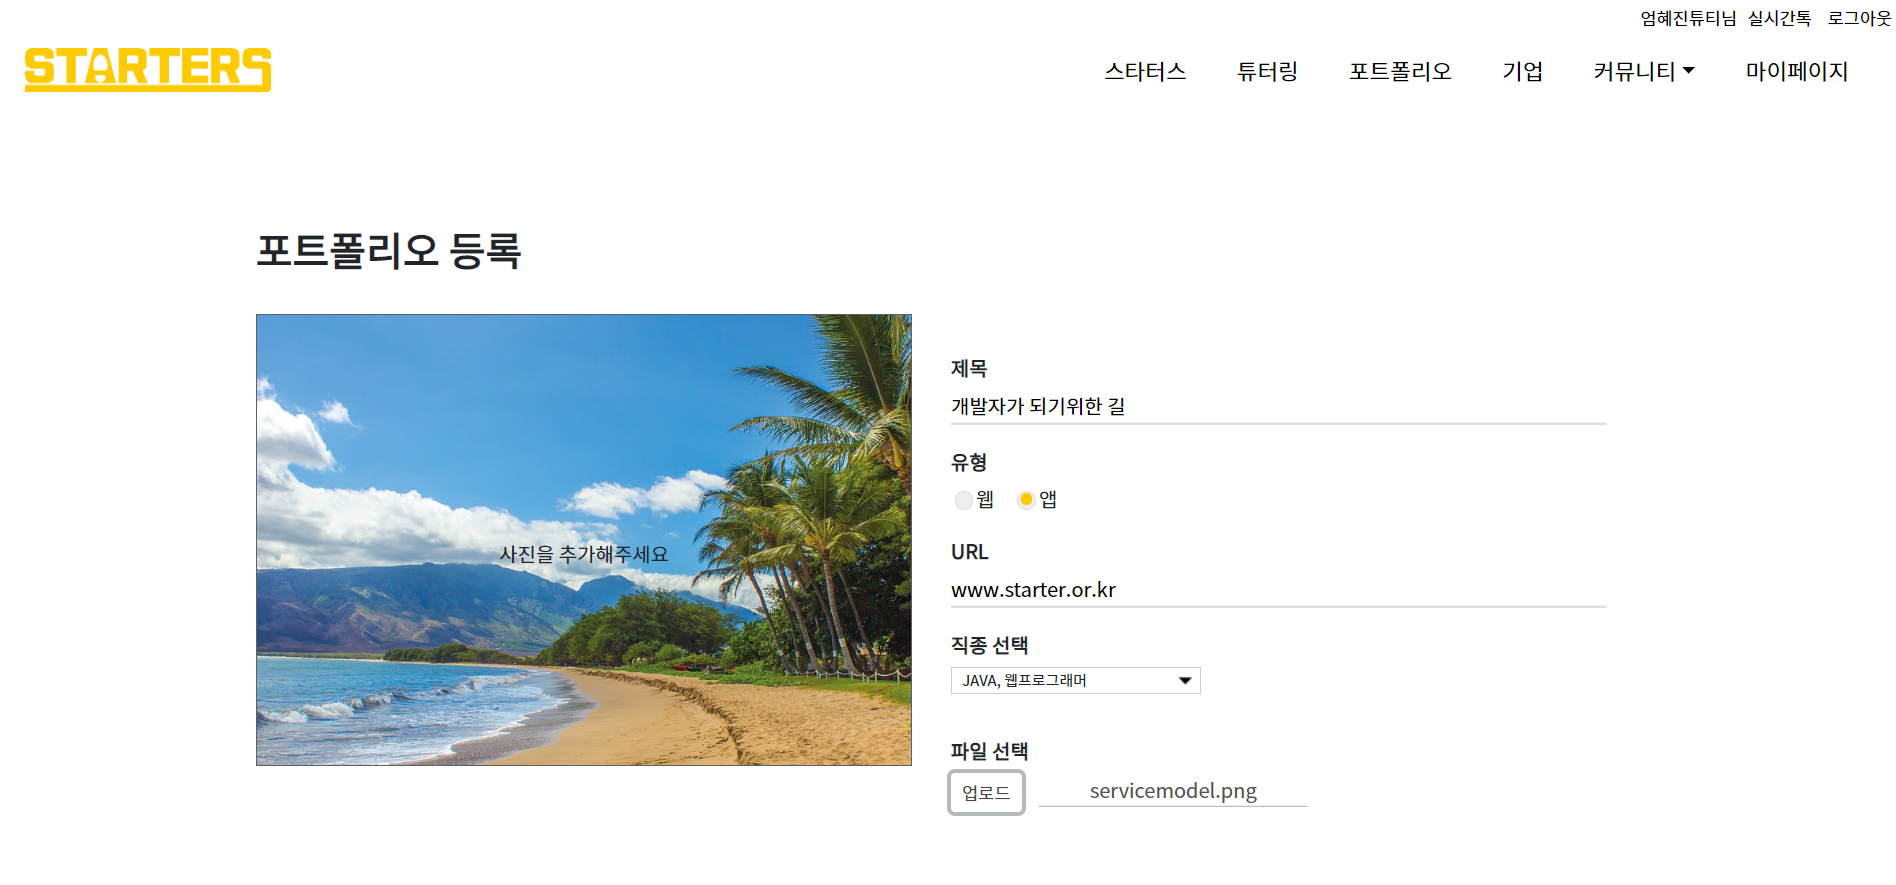 엄혜진튜티님 실시간톡 로그아웃
STARTERS
스타터스 튜터링 포트폴리오 기업 커뮤니티 마이페이지
포트폴리오 등록
사진을 추가해주세요
제목
개발자가 되기위한 길
유형
웹 앱
URL
www.starter.or.kr
직종 선택
JAVA, 웹프로그래머
파일 선택
업로드 servicemodel.png